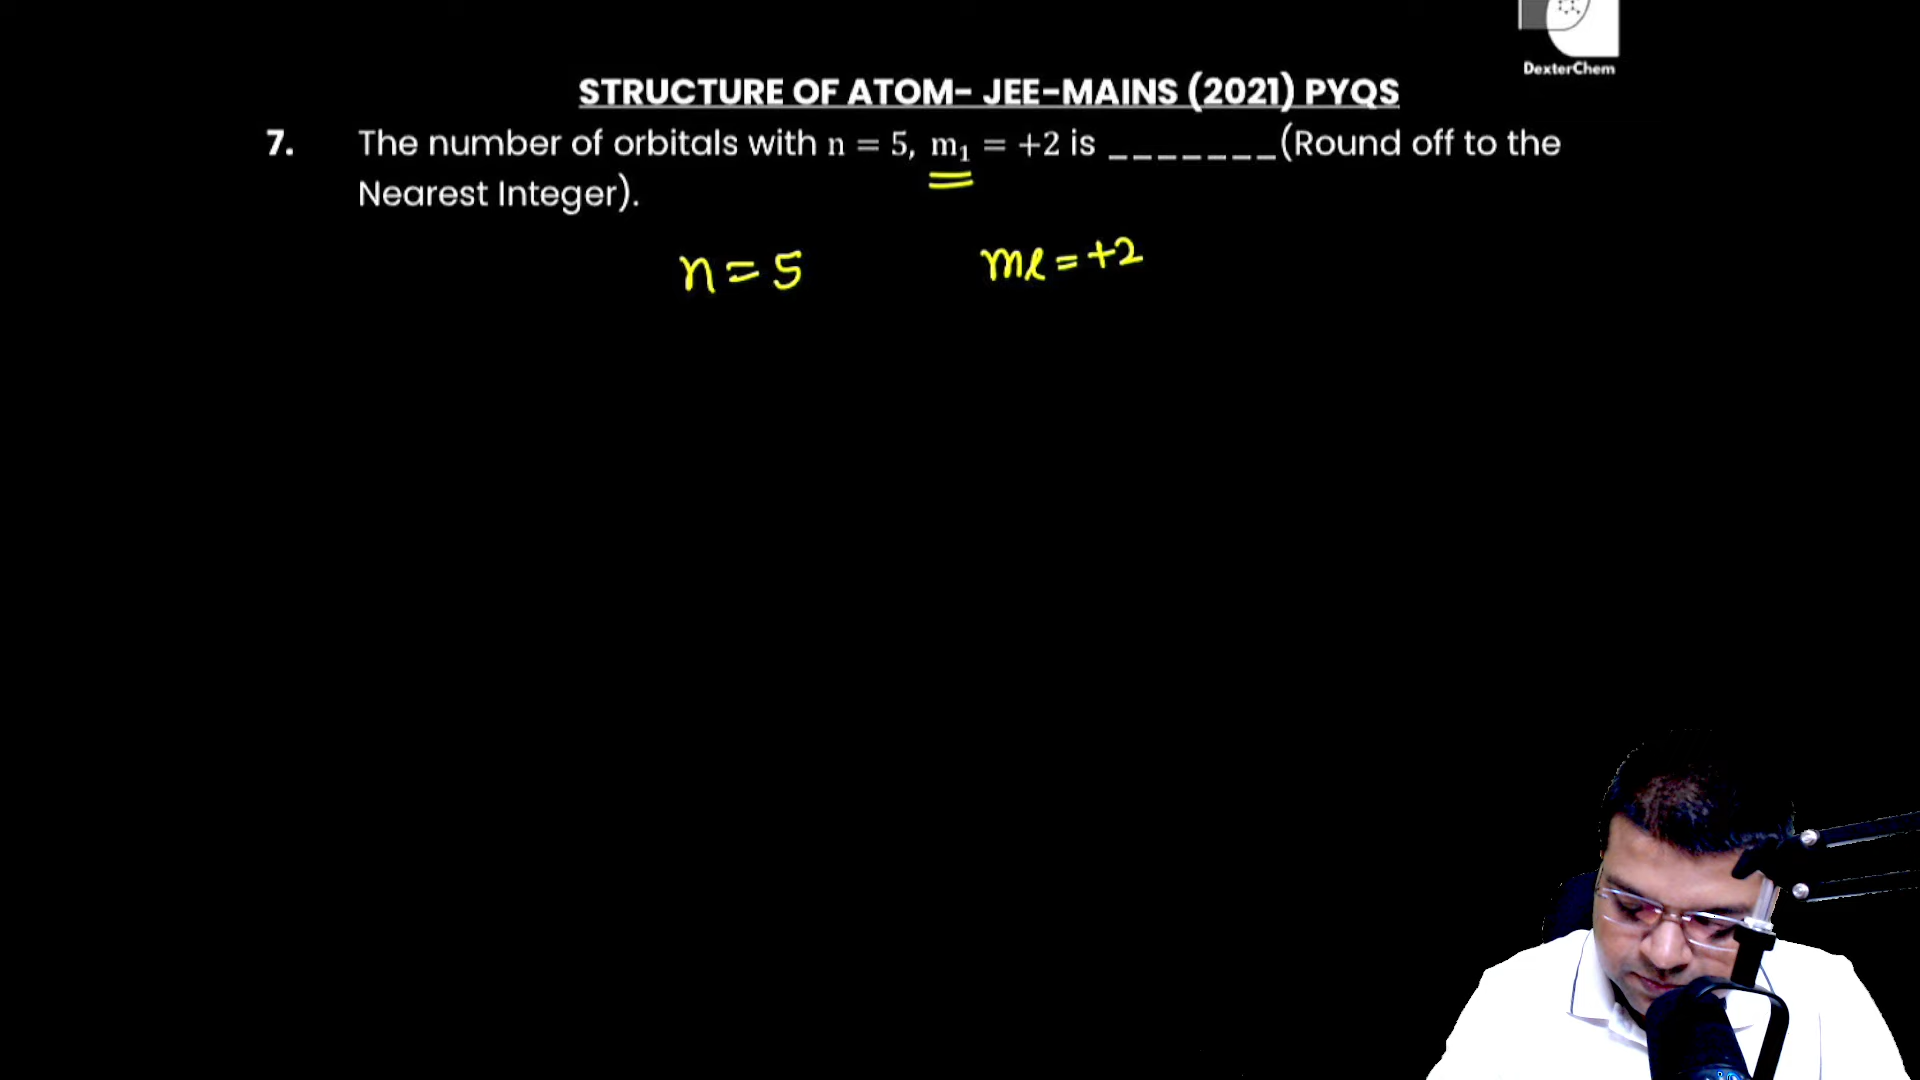 DexterChem
STRUCTURE OF ATOM- JEE-MAINS (2021) PYQS
7. The number of orbitals with n = 5, m₁ = +2 is _______(Round off to the
Nearest Integer).
n = 5 mℓ = +2